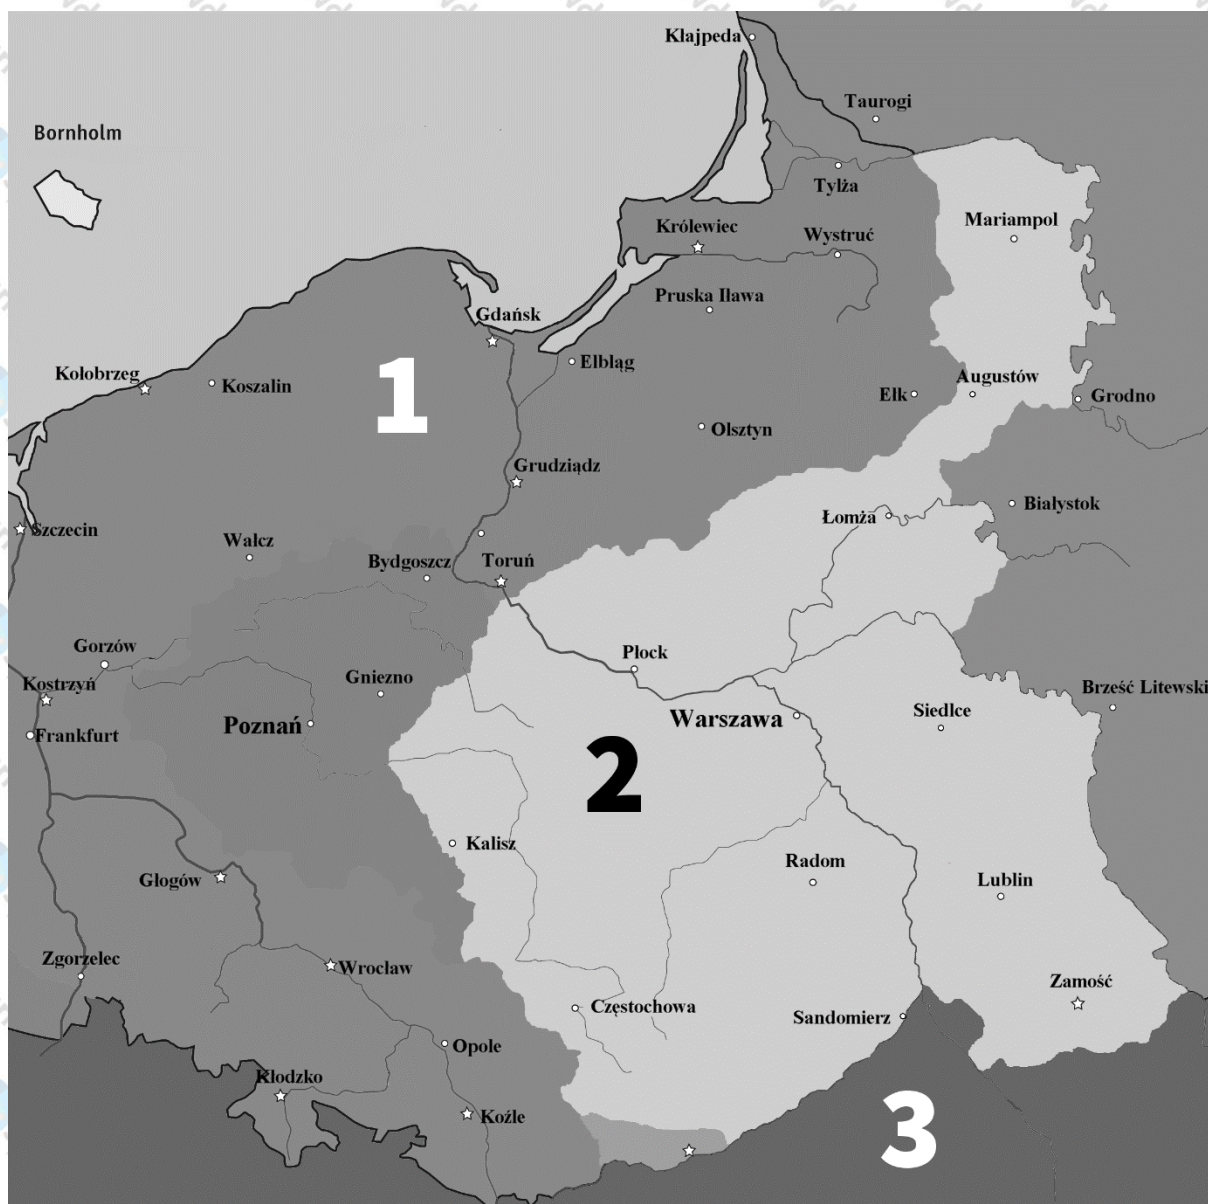 Kłajpeda
Taurogi
Bornholm
Tylża
Mariampol
Królewiec
Wystruć
Pruska Iława
Gdańsk
Elbląg
1
Kołobrzeg
Koszalin
Ełk
Augustów
Grodno
Olsztyn
Grudziądz
Łomża
Białystok
Szczecin
Wałcz
Bydgoszcz
Toruń
Gorzów
Płock
Kostrzyń
Gniezno
Brześć Litewski
Frankfurt
Poznań
Warszawa
Siedlce
2
Kalisz
Radom
Głogów
Lublin
Zgorzelec
Wrocław
Zamość
Częstochowa
Sandomierz
Opole
Kłodzko
Koźle
3